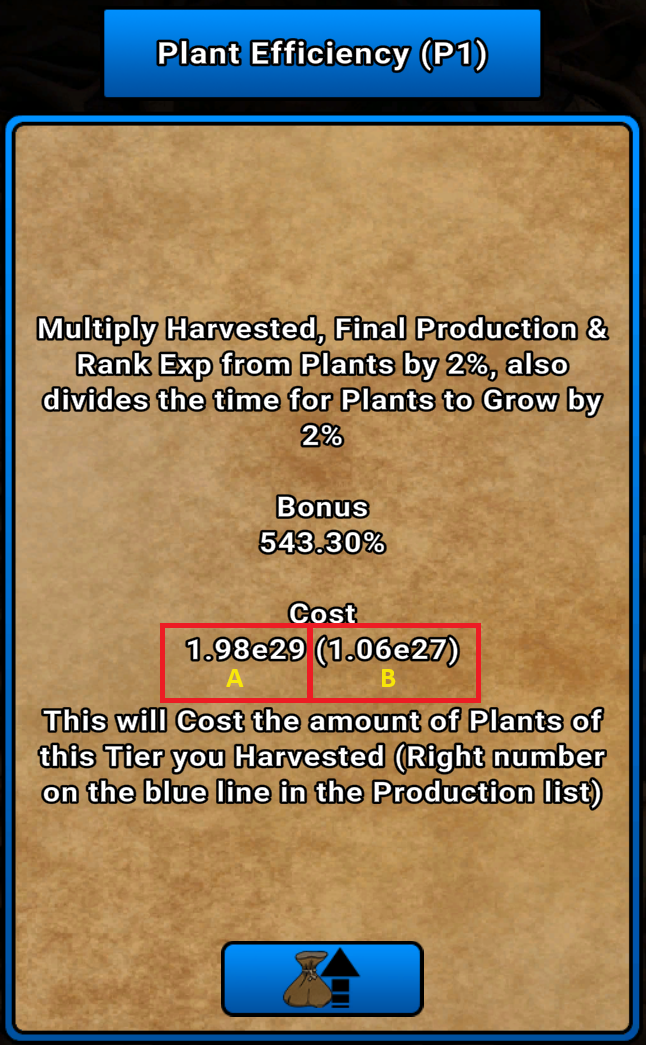 Plant Efficiency (P1)
Multiply Harvested, Final Production &
Rank Exp from Plants by 2%, also
divides the time for Plants to Grow by
2%
Bonus
543.30%
Cost
1.98e29 (1.06e27)
A B
This will Cost the amount of Plants of
this Tier you Harvested (Right number
on the blue line in the Production list)